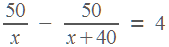 50/x − 50/(x+40) = 4